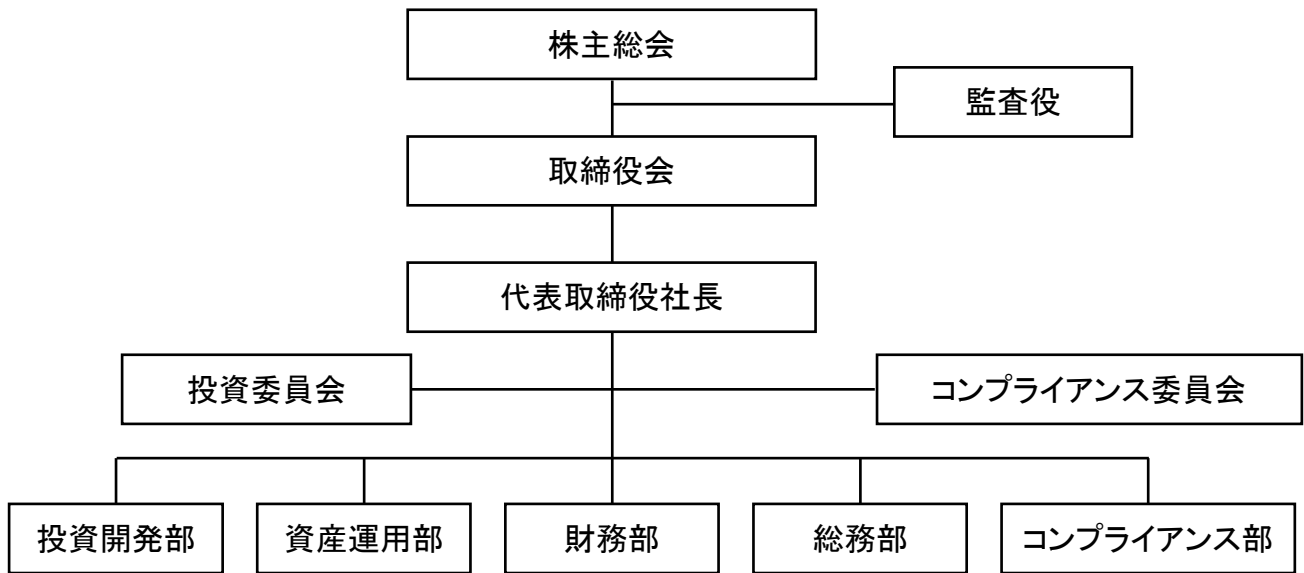 株主総会
監査役
取締役会
代表取締役社長
投資委員会
コンプライアンス委員会
投資開発部
資産運用部
財務部
総務部
コンプライアンス部